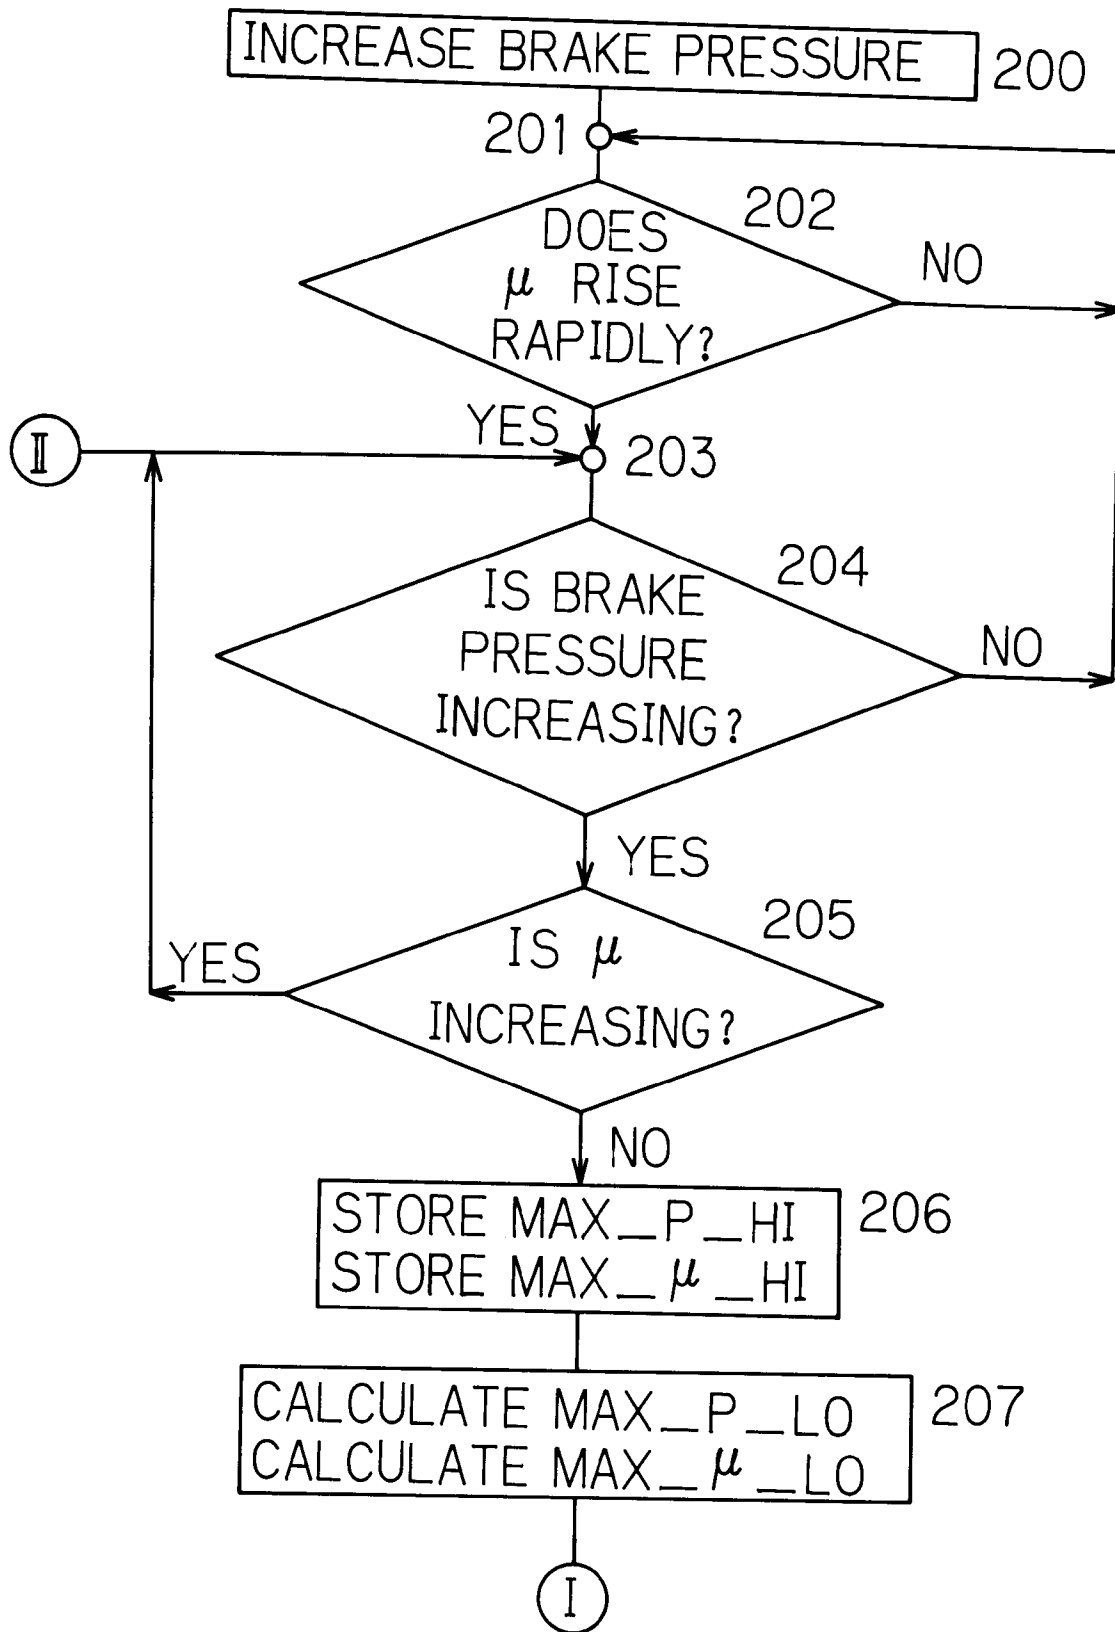 INCREASE BRAKE PRESSURE
200
201
202
DOES
μ RISE
RAPIDLY?
NO
YES
II
203
204
IS BRAKE
PRESSURE
INCREASING?
NO
YES
205
IS μ
INCREASING?
YES
NO
206
STORE MAX_P_HI
STORE MAX_μ_HI
207
CALCULATE MAX_P_LO
CALCULATE MAX_μ_LO
I